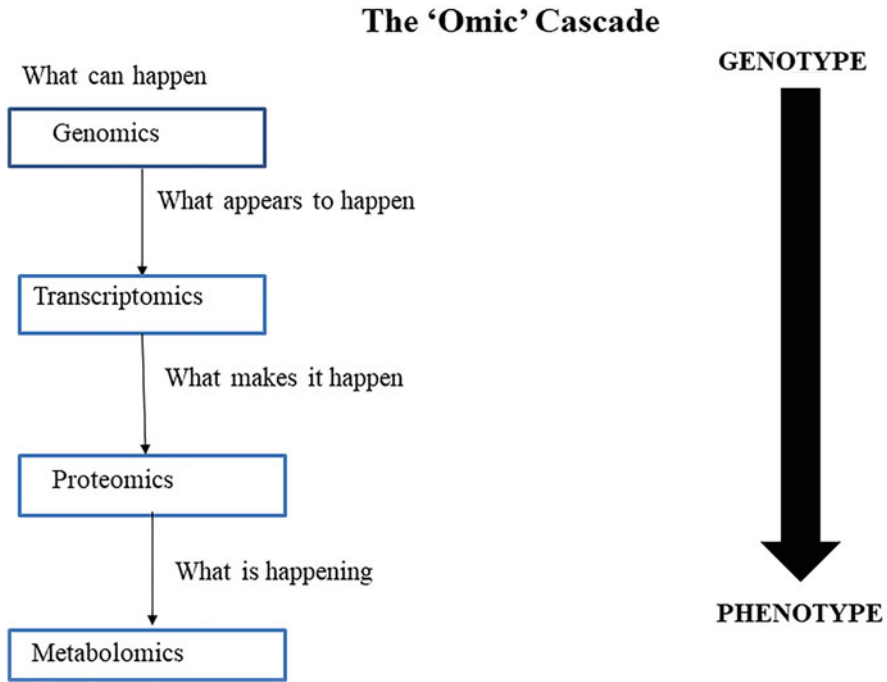 The ‘Omic’ Cascade
GENOTYPE
What can happen
Genomics
What appears to happen
Transcriptomics
What makes it happen
Proteomics
What is happening
PHENOTYPE
Metabolomics